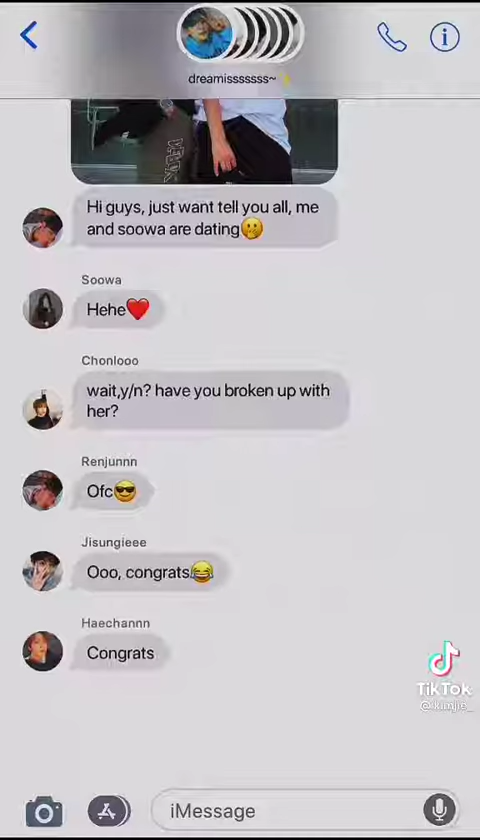 dreamisssssss~✨
Hi guys, just want tell you all, me
and soowa are dating🤫
Soowa
Hehe❤️
Chonlooo
wait,y/n? have you broken up with
her?
Renjunnn
Ofc😎
Jisungieee
Ooo, congrats😂
Haechannn
Congrats
TikTok
iMessage